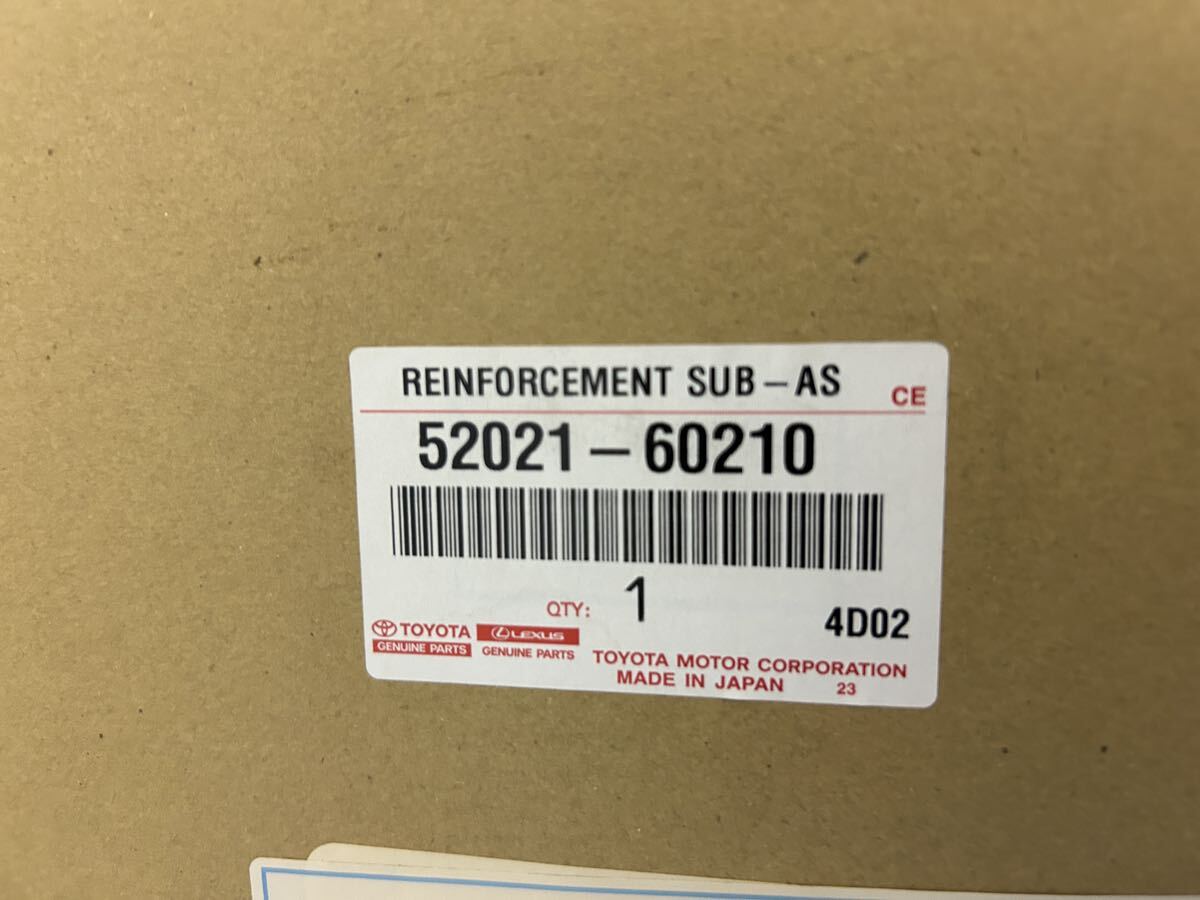 REINFORCEMENT SUB-AS
CE
52021-60210
QTY: 1
4D02
TOYOTA
GENUINE PARTS
LEXUS
GENUINE PARTS
TOYOTA MOTOR CORPORATION
MADE IN JAPAN 23